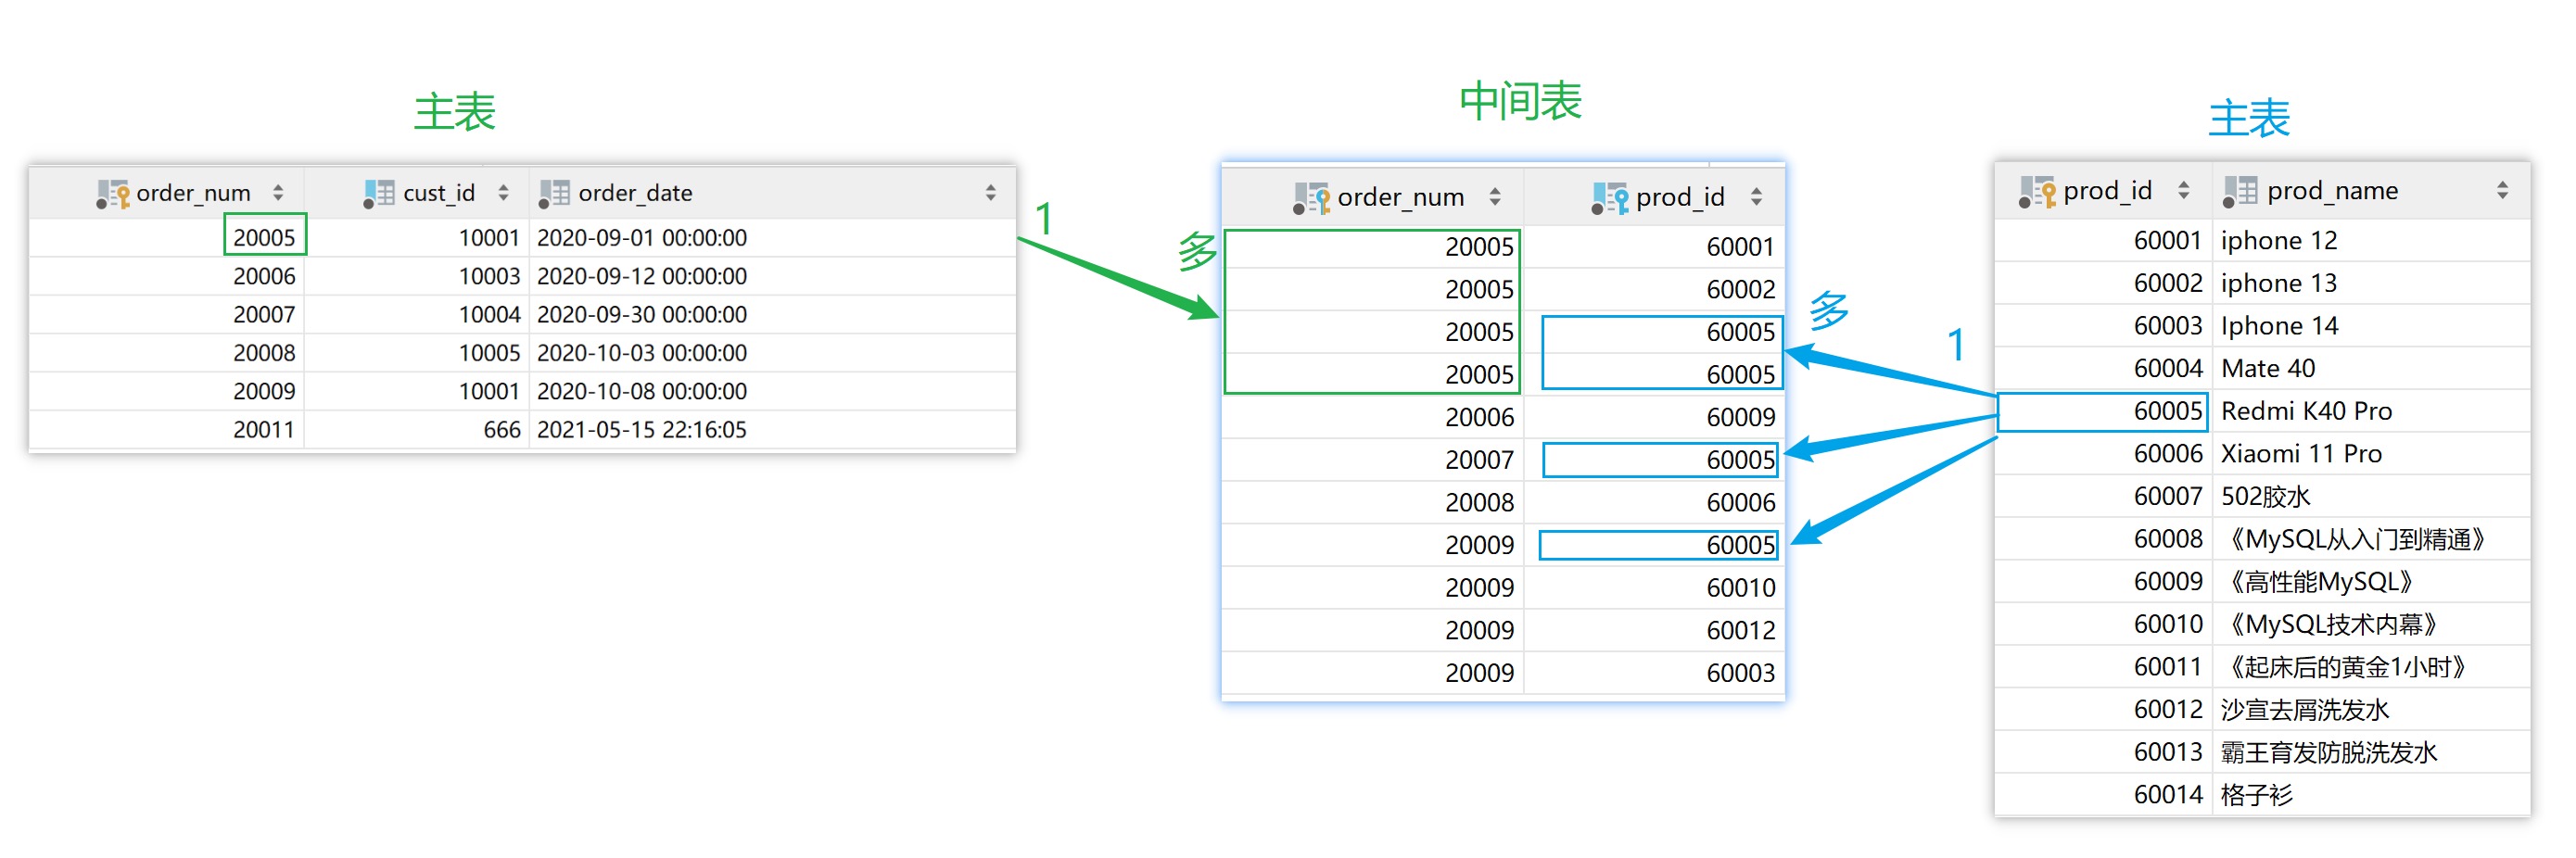 主表
order_num cust_id order_date
20005 10001 2020-09-01 00:00:00
20006 10003 2020-09-12 00:00:00
20007 10004 2020-09-30 00:00:00
20008 10005 2020-10-03 00:00:00
20009 10001 2020-10-08 00:00:00
20011 666 2021-05-15 22:16:05
1
多
中间表
order_num prod_id
20005 60001
20005 60002
20005 60005
20005 60005
20006 60009
20007 60005
20008 60006
20009 60005
20009 60010
20009 60012
20009 60003
多
1
主表
prod_id prod_name
60001 iphone 12
60002 iphone 13
60003 Iphone 14
60004 Mate 40
60005 Redmi K40 Pro
60006 Xiaomi 11 Pro
60007 502胶水
60008 《MySQL从入门到精通》
60009 《高性能MySQL》
60010 《MySQL技术内幕》
60011 《起床后的黄金1小时》
60012 沙宣去屑洗发水
60013 霸王育发防脱洗发水
60014 格子衫